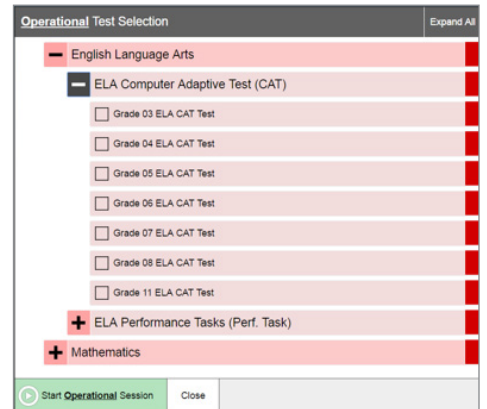 Operational Test Selection Expand All
English Language Arts
ELA Computer Adaptive Test (CAT)
Grade 03 ELA CAT Test
Grade 04 ELA CAT Test
Grade 05 ELA CAT Test
Grade 06 ELA CAT Test
Grade 07 ELA CAT Test
Grade 08 ELA CAT Test
Grade 11 ELA CAT Test
ELA Performance Tasks (Perf. Task)
Mathematics
Start Operational Session Close